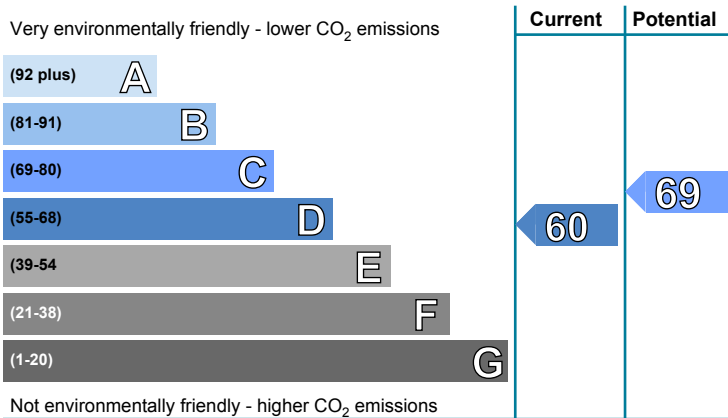 Current Potential
Very environmentally friendly - lower CO2 emissions
(92 plus) A
(81-91) B
(69-80) C
69
(55-68) D
60
(39-54 E
(21-38) F
(1-20) G
Not environmentally friendly - higher CO2 emissions